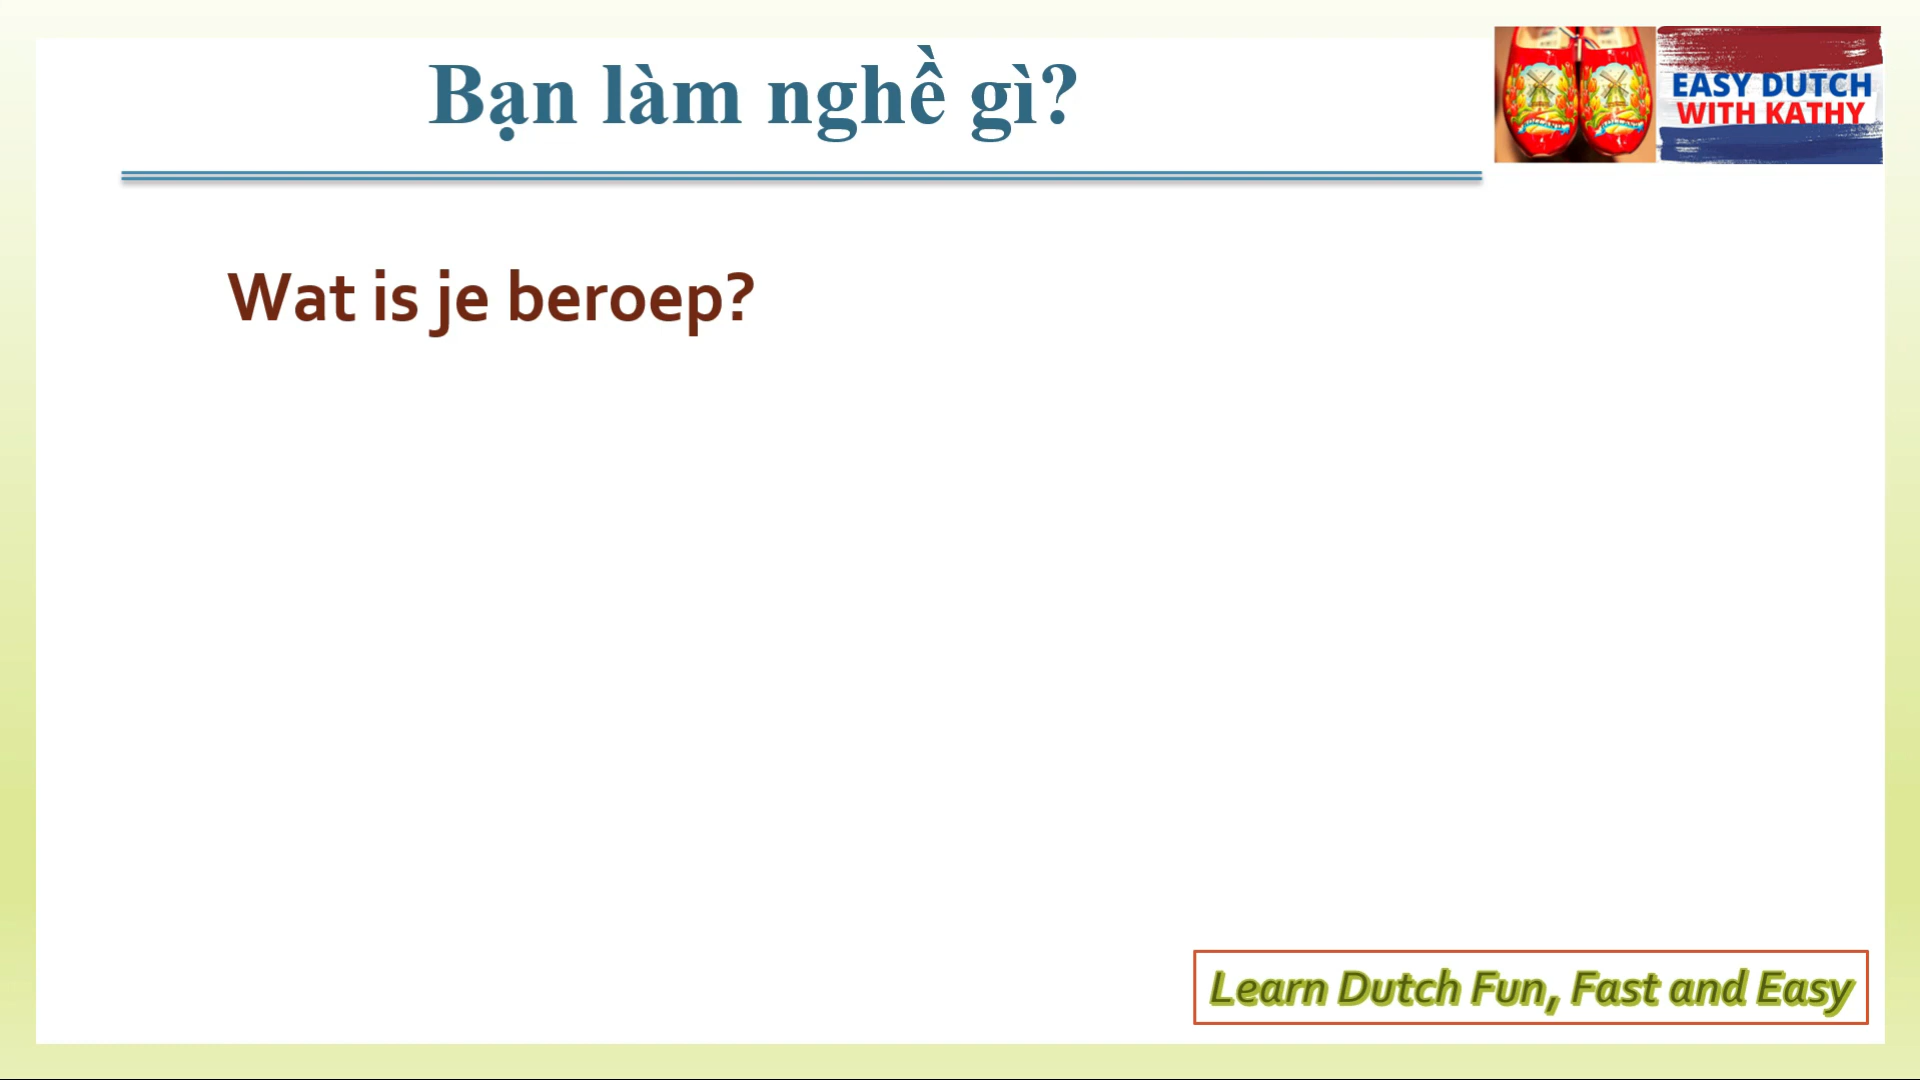 Bạn làm nghề gì?
EASY DUTCH
WITH KATHY
Wat is je beroep?
Learn Dutch Fun, Fast and Easy